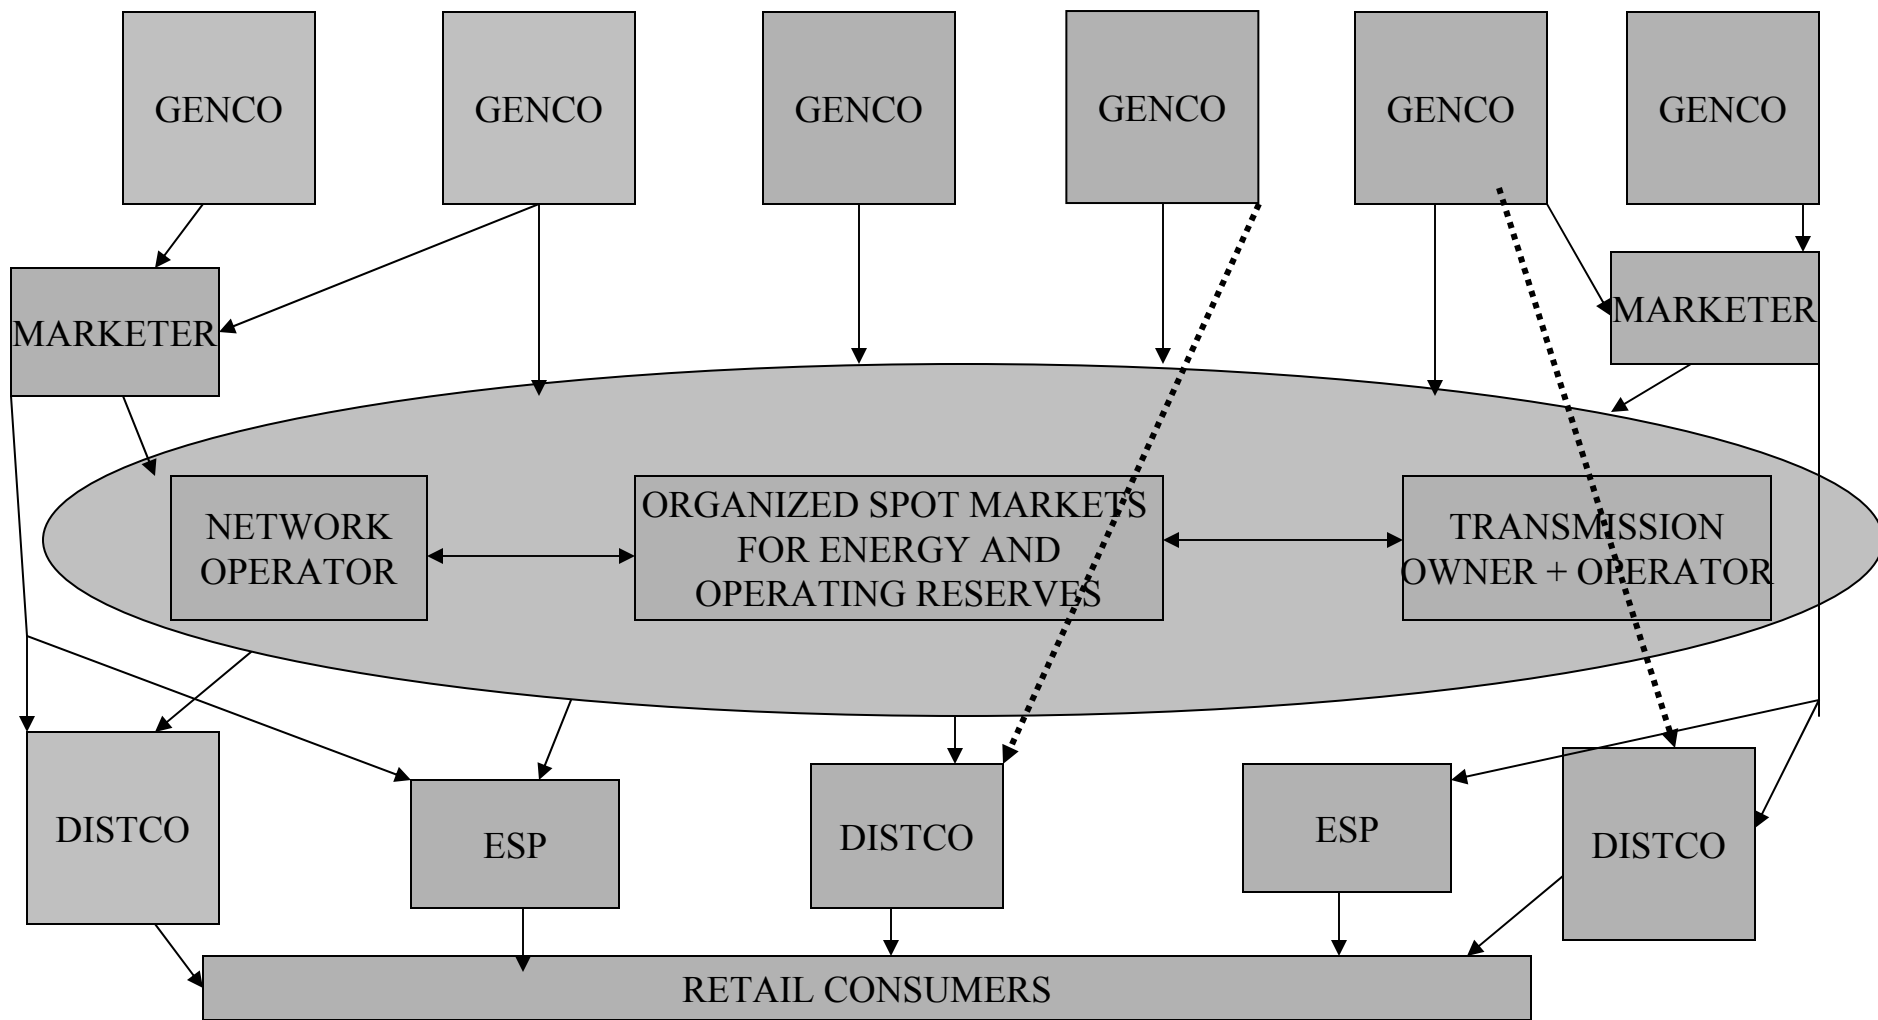 GENCO
GENCO
GENCO
GENCO
GENCO
GENCO
MARKETER
MARKETER
NETWORK
OPERATOR
ORGANIZED SPOT MARKETS
FOR ENERGY AND
OPERATING RESERVES
TRANSMISSION
OWNER + OPERATOR
DISTCO
ESP
DISTCO
ESP
DISTCO
RETAIL CONSUMERS